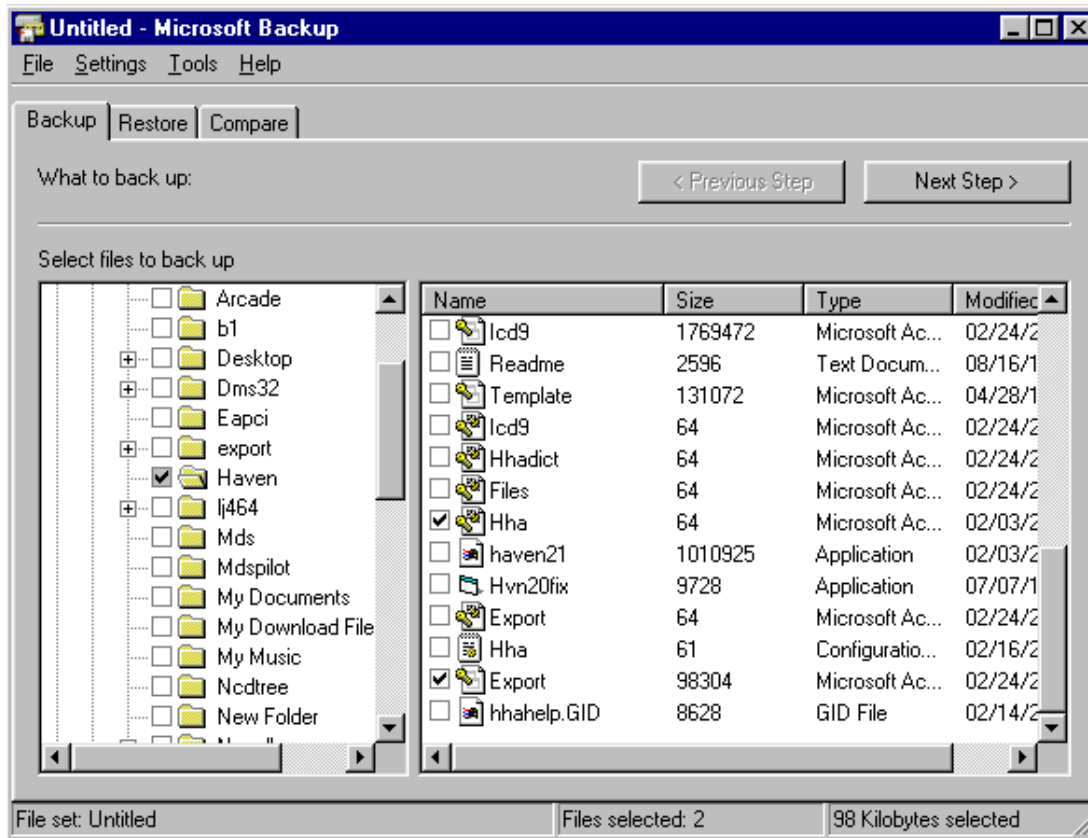 Untitled - Microsoft Backup
File Settings Tools Help
Backup Restore Compare
What to back up:
< Previous Step Next Step >
Select files to back up
Arcade
b1
Desktop
Dms32
Eapci
export
Haven
lj464
Mds
Mdspilot
My Documents
My Download File
My Music
Ncdtree
New Folder
Name Size Type Modified
lcd9 1769472 Microsoft Ac... 02/24/2
Readme 2596 Text Docum... 08/16/1
Template 131072 Microsoft Ac... 04/28/1
lcd9 64 Microsoft Ac... 02/24/2
Hhadict 64 Microsoft Ac... 02/24/2
Files 64 Microsoft Ac... 02/24/2
Hha 64 Microsoft Ac... 02/03/2
haven21 1010925 Application 02/03/2
Hvn20fix 9728 Application 07/07/1
Export 64 Microsoft Ac... 02/24/2
Hha 61 Configuratio... 02/16/2
Export 98304 Microsoft Ac... 02/24/2
hhahelp.GID 8628 GID File 02/14/2
File set: Untitled Files selected: 2 98 Kilobytes selected